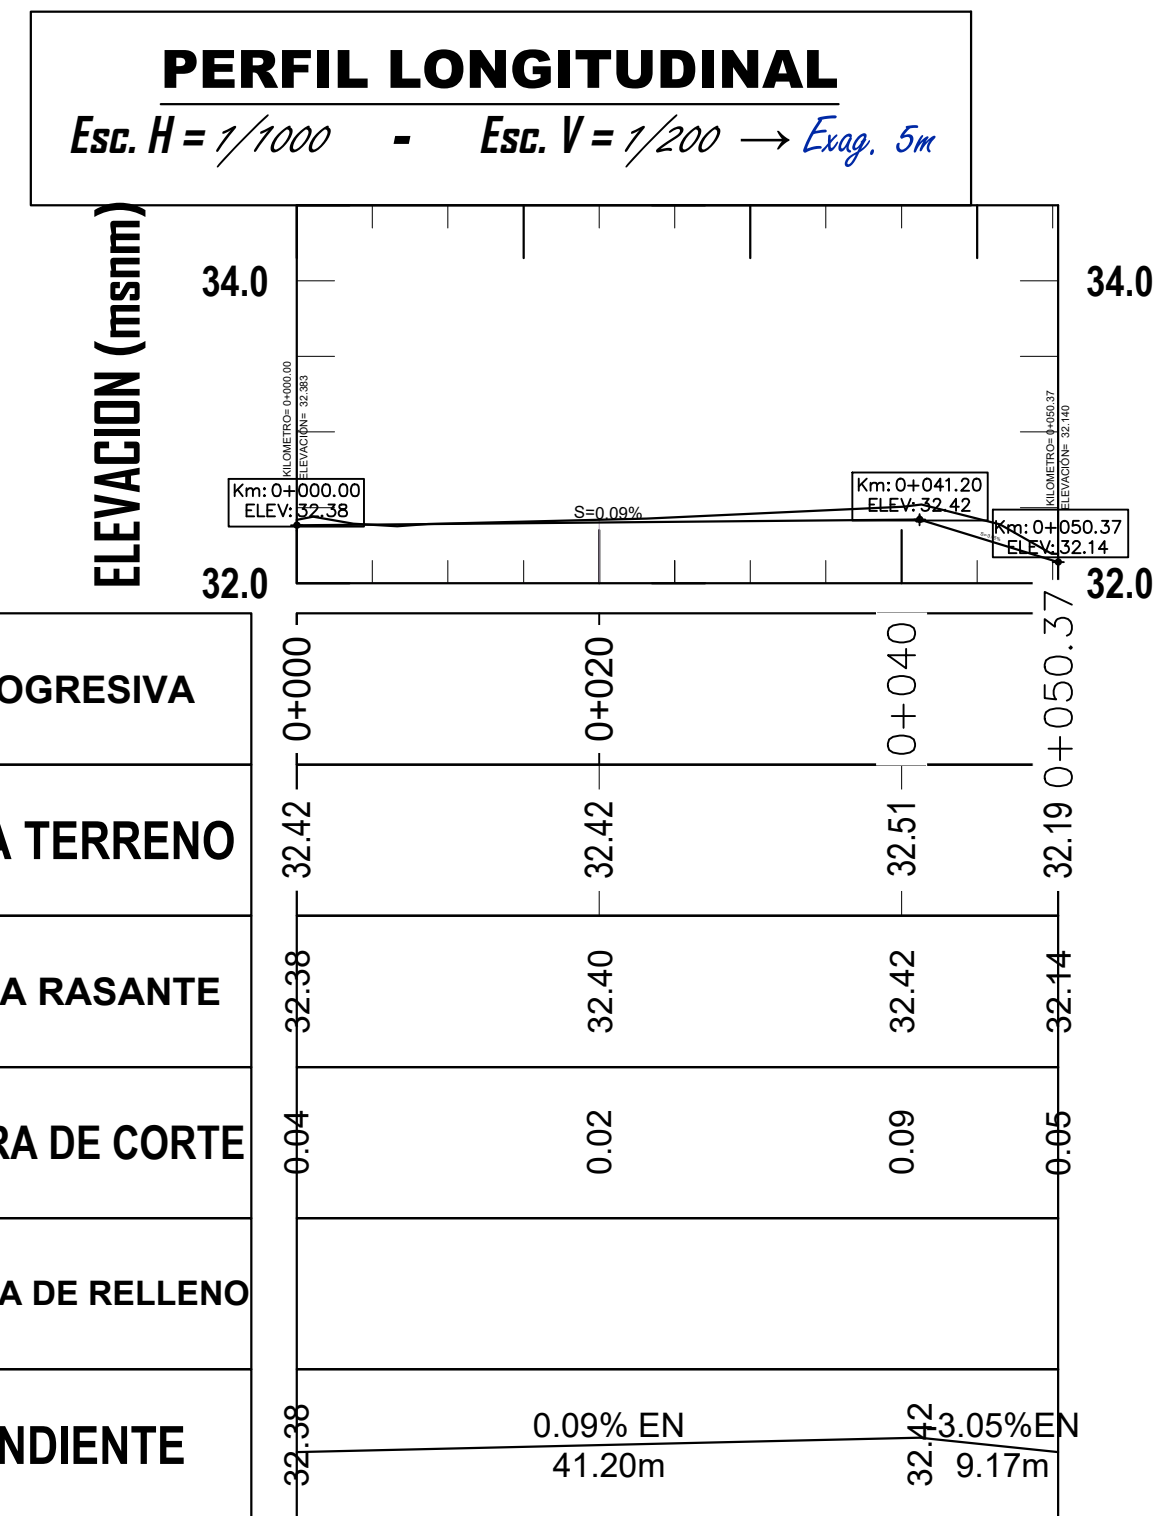 PERFIL LONGITUDINAL
Esc. H = 1/1000 - Esc. V = 1/200 → Exag. 5m
ELEVACION (msnm)
34.0
34.0
KILOMETRO= 0+000.00
ELEVACIÓN= 32.383
KILOMETRO= 0+050.37
ELEVACIÓN= 32.140
Km: 0+000.00
ELEV: 32.38
S=0.09%
Km: 0+041.20
ELEV: 32.42
Km: 0+050.37
ELEV: 32.14
32.0
32.0
OGRESIVA 0+000 0+020 0+040 0+050.37
A TERRENO 32.42 32.42 32.51 32.19
A RASANTE 32.38 32.40 32.42 32.14
RA DE CORTE 0.04 0.02 0.09 0.05
A DE RELLENO
NDIENTE 32.38 0.09% EN 32.42 -3.05%EN
41.20m 9.17m